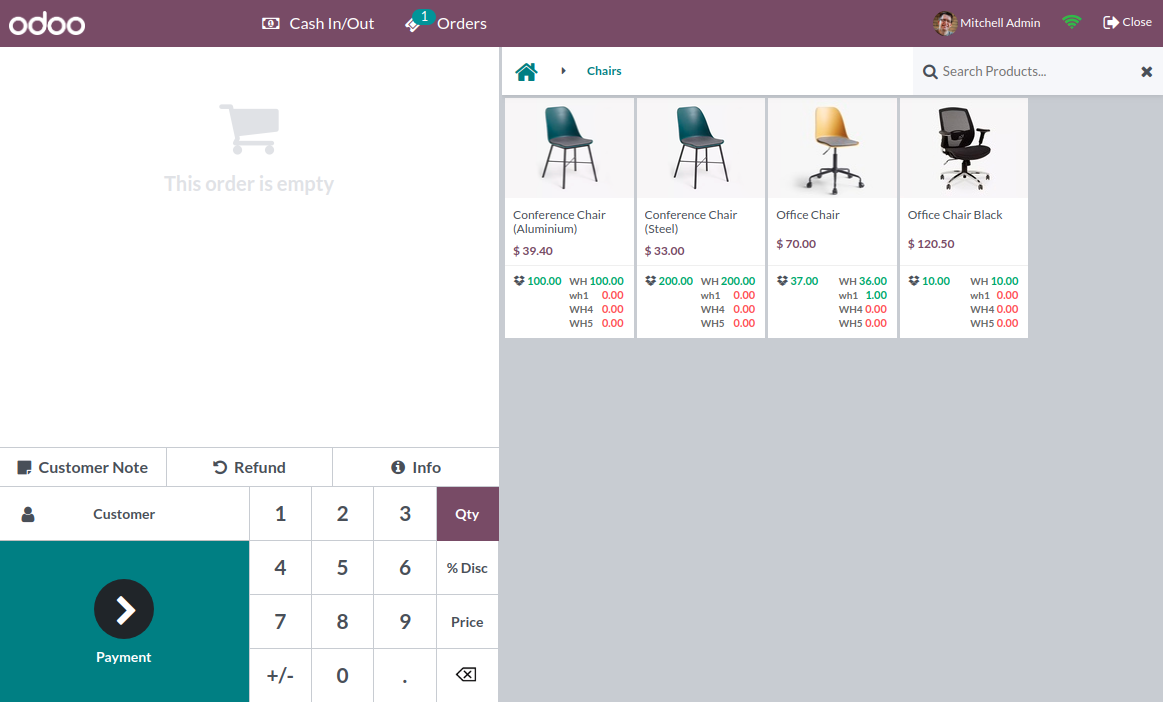 odoo
Cash In/Out
1
Orders
Mitchell Admin
Close
This order is empty
Chairs
Search Products...
Conference Chair
(Aluminium)
$ 39.40
100.00 WH 100.00
wh1 0.00
WH4 0.00
WH5 0.00
Conference Chair
(Steel)
$ 33.00
200.00 WH 200.00
wh1 0.00
WH4 0.00
WH5 0.00
Office Chair
$ 70.00
37.00 WH 36.00
wh1 1.00
WH4 0.00
WH5 0.00
Office Chair Black
$ 120.50
10.00 WH 10.00
wh1 0.00
WH4 0.00
WH5 0.00
Customer Note
Refund
Info
Customer
1 2 3 Qty
4 5 6 % Disc
7 8 9 Price
+/- 0 .
Payment